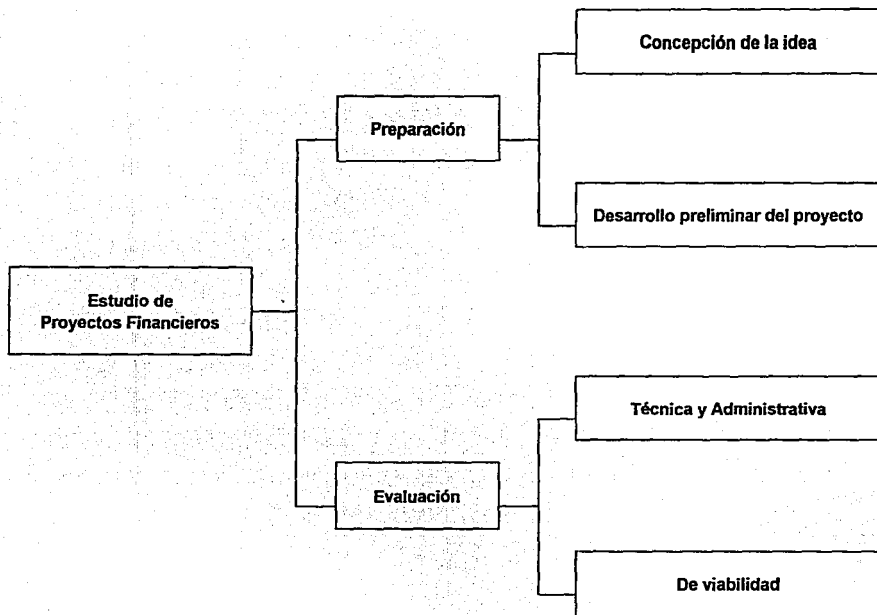 Concepción de la idea
Preparación
Desarrollo preliminar del proyecto
Estudio de
Proyectos Financieros
Técnica y Administrativa
Evaluación
De viabilidad